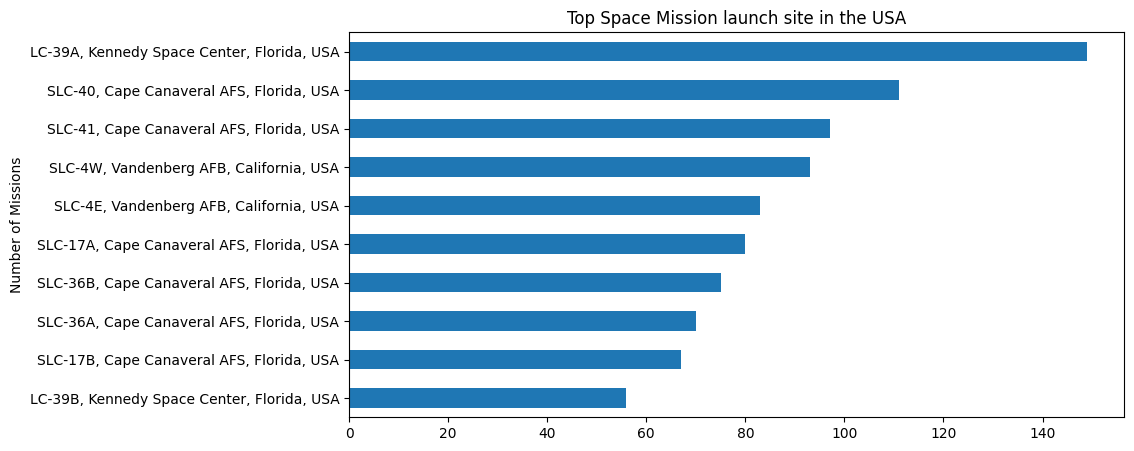 Top Space Mission launch site in the USA
Number of Missions
LC-39A, Kennedy Space Center, Florida, USA
SLC-40, Cape Canaveral AFS, Florida, USA
SLC-41, Cape Canaveral AFS, Florida, USA
SLC-4W, Vandenberg AFB, California, USA
SLC-4E, Vandenberg AFB, California, USA
SLC-17A, Cape Canaveral AFS, Florida, USA
SLC-36B, Cape Canaveral AFS, Florida, USA
SLC-36A, Cape Canaveral AFS, Florida, USA
SLC-17B, Cape Canaveral AFS, Florida, USA
LC-39B, Kennedy Space Center, Florida, USA
0 20 40 60 80 100 120 140